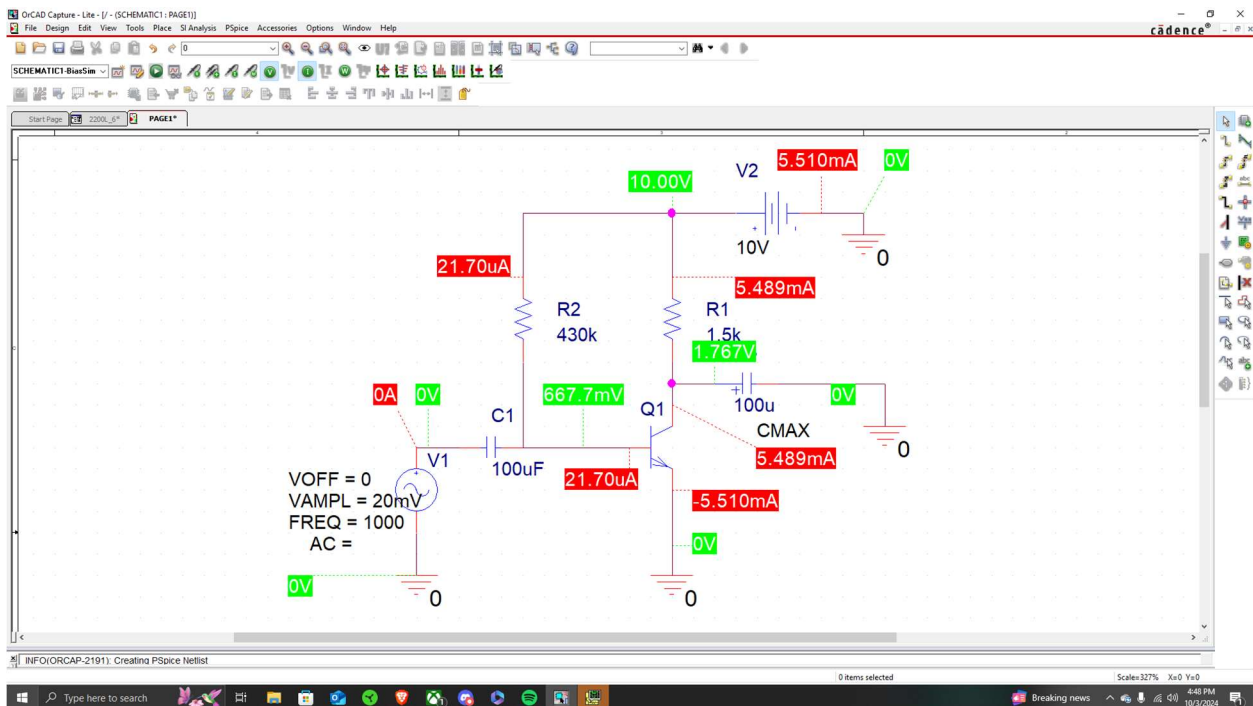 OrCAD Capture - Lite - [/ - (SCHEMATIC1 : PAGE1)]
File Design Edit View Tools Place SI Analysis PSpice Accessories Options Window Help
cādence®
0
SCHEMATIC1-BiasSim
Start Page
2200L_6*
PAGE1*
4
3
2
5.510mA
0V
V2
10.00V
10V
0
21.70uA
5.489mA
R2
430k
R1
1.5k
1.767V
0A
0V
667.7mV
100u
0V
C1
Q1
CMAX
0
V1
100uF
5.489mA
21.70uA
VOFF = 0
VAMPL = 20mV
FREQ = 1000
AC =
-5.510mA
0V
0V
0
0
INFO(ORCAP-2191): Creating PSpice Netlist
0 items selected
Scale=327% X=0 Y=0
Type here to search
Breaking news
4:48 PM
10/3/2024